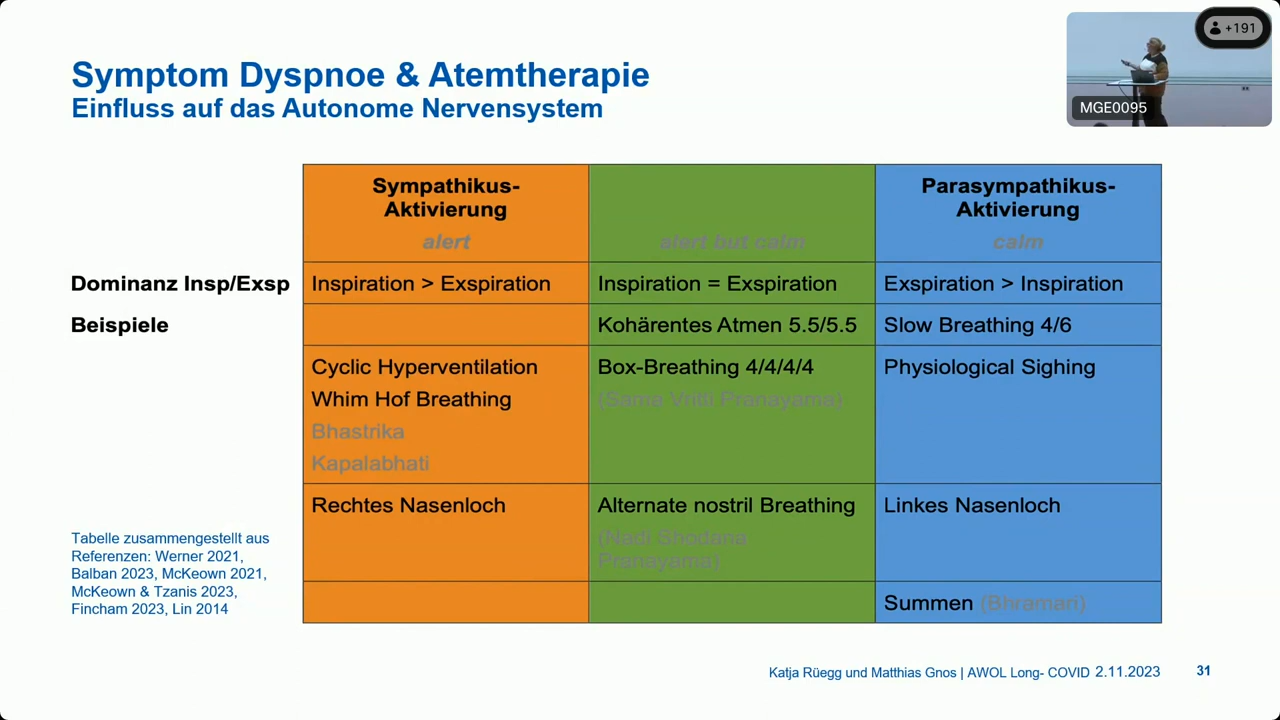 +191
MGE0095
Symptom Dyspnoe & Atemtherapie
Einfluss auf das Autonome Nervensystem
Sympathikus-
Aktivierung
alert
alert but calm
Parasympathikus-
Aktivierung
calm
Dominanz Insp/Exsp
Inspiration > Exspiration
Inspiration = Exspiration
Exspiration > Inspiration
Beispiele
Kohärentes Atmen 5.5/5.5
Slow Breathing 4/6
Cyclic Hyperventilation
Whim Hof Breathing
Bhastrika
Kapalabhati
Box-Breathing 4/4/4/4
(Sama Vritti Pranayama)
Physiological Sighing
Rechtes Nasenloch
Alternate nostril Breathing
(Nadi Shodana
Pranayama)
Linkes Nasenloch
Summen (Bhramari)
Tabelle zusammengestellt aus
Referenzen: Werner 2021,
Balban 2023, McKeown 2021,
McKeown & Tzanis 2023,
Fincham 2023, Lin 2014
Katja Rüegg und Matthias Gnos | AWOL Long- COVID 2.11.2023
31